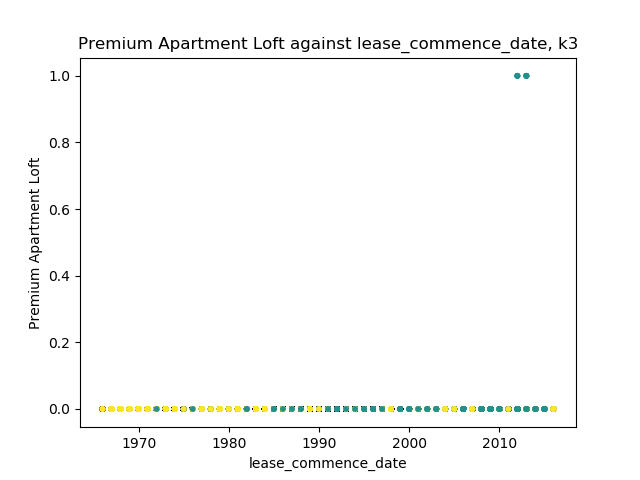 Premium Apartment Loft against lease_commence_date, k3
Premium Apartment Loft
1.0
0.8
0.6
0.4
0.2
0.0
1970 1980 1990 2000 2010
lease_commence_date